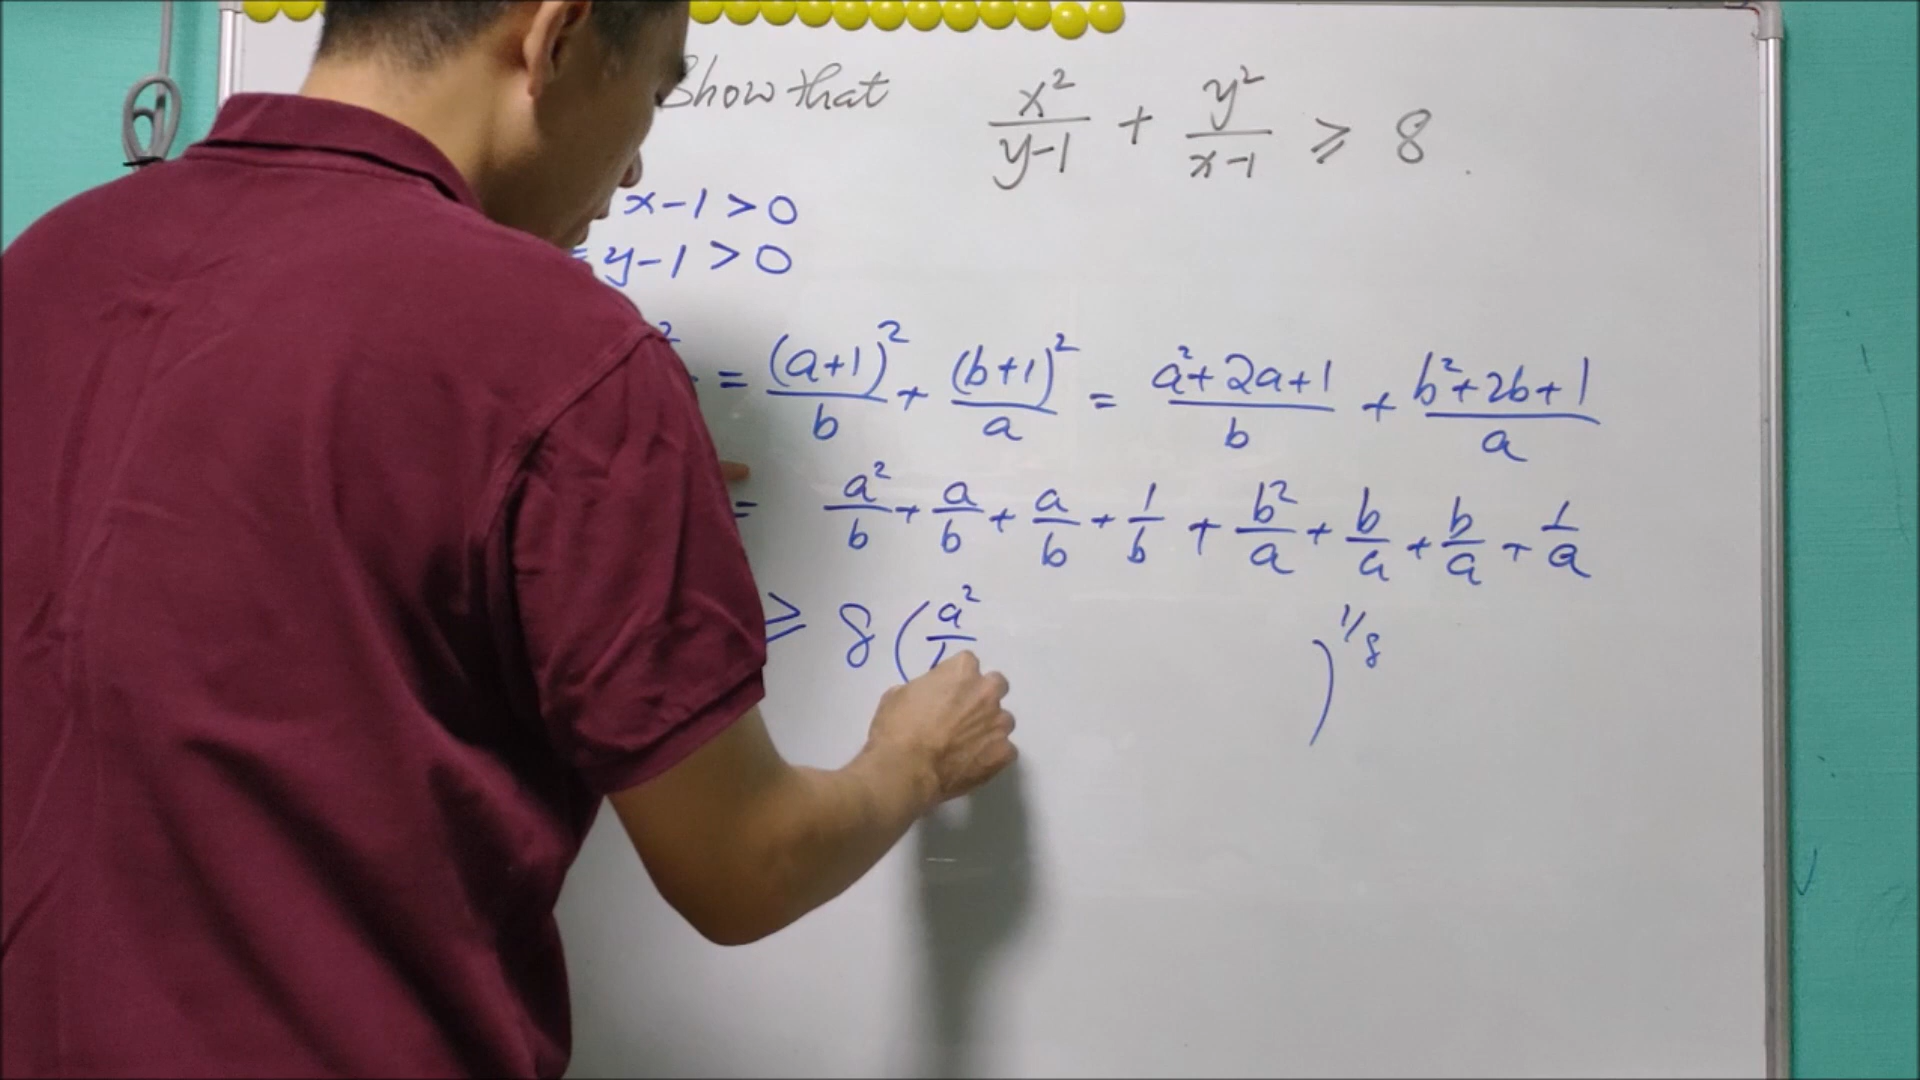 Show that x²/(y-1) + y²/(x-1) ≥ 8.
x-1 > 0
= y-1 > 0
² = (a+1)²/b + (b+1)²/a = (a²+2a+1)/b + (b²+2b+1)/a
= a²/b + a/b + a/b + 1/b + b²/a + b/a + b/a + 1/a
≥ 8 (a²/ )^1/8